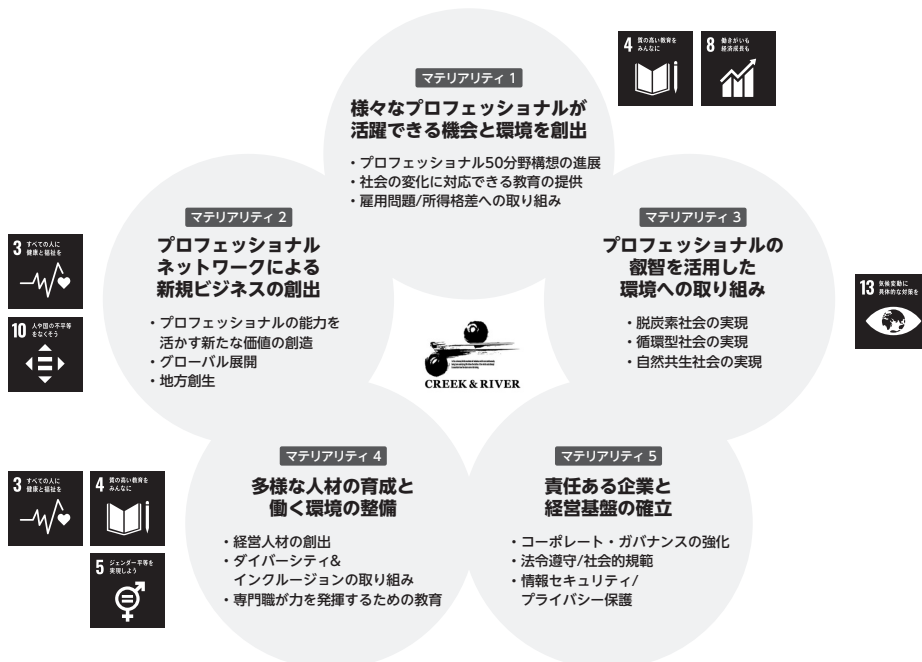 マテリアリティ 1
様々なプロフェッショナルが
活躍できる機会と環境を創出
・プロフェッショナル50分野構想の進展
・社会の変化に対応できる教育の提供
・雇用問題/所得格差への取り組み
4 質の高い教育を
みんなに
8 働きがいも
経済成長も
マテリアリティ 2
プロフェッショナル
ネットワークによる
新規ビジネスの創出
・プロフェッショナルの能力を
活かす新たな価値の創造
・グローバル展開
・地方創生
3 すべての人に
健康と福祉を
10 人や国の不平等
をなくそう
マテリアリティ 3
プロフェッショナルの
叡智を活用した
環境への取り組み
・脱炭素社会の実現
・循環型社会の実現
・自然共生社会の実現
13 気候変動に
具体的な対策を
CREEK & RIVER
マテリアリティ 4
多様な人材の育成と
働く環境の整備
・経営人材の創出
・ダイバーシティ&
インクルージョンの取り組み
・専門職が力を発揮するための教育
3 すべての人に
健康と福祉を
4 質の高い教育を
みんなに
5 ジェンダー平等を
実現しよう
マテリアリティ 5
責任ある企業と
経営基盤の確立
・コーポレート・ガバナンスの強化
・法令遵守/社会的規範
・情報セキュリティ/
プライバシー保護